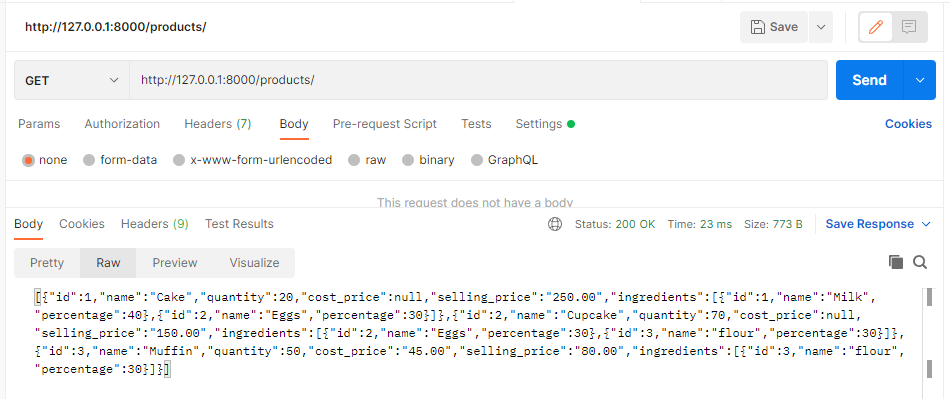 http://127.0.0.1:8000/products/
Save
GET
http://127.0.0.1:8000/products/
Send
Params Authorization Headers (7) Body Pre-request Script Tests Settings Cookies
none form-data x-www-form-urlencoded raw binary GraphQL
This request does not have a body
Body Cookies Headers (9) Test Results Status: 200 OK Time: 23 ms Size: 773 B Save Response
Pretty Raw Preview Visualize
[{"id":1,"name":"Cake","quantity":20,"cost_price":null,"selling_price":"250.00","ingredients":[{"id":1,"name":"Milk",
"percentage":40},{"id":2,"name":"Eggs","percentage":30}]},{"id":2,"name":"Cupcake","quantity":70,"cost_price":null,
"selling_price":"150.00","ingredients":[{"id":2,"name":"Eggs","percentage":30},{"id":3,"name":"flour","percentage":30}]},
{"id":3,"name":"Muffin","quantity":50,"cost_price":"45.00","selling_price":"80.00","ingredients":[{"id":3,"name":"flour",
"percentage":30}]}]